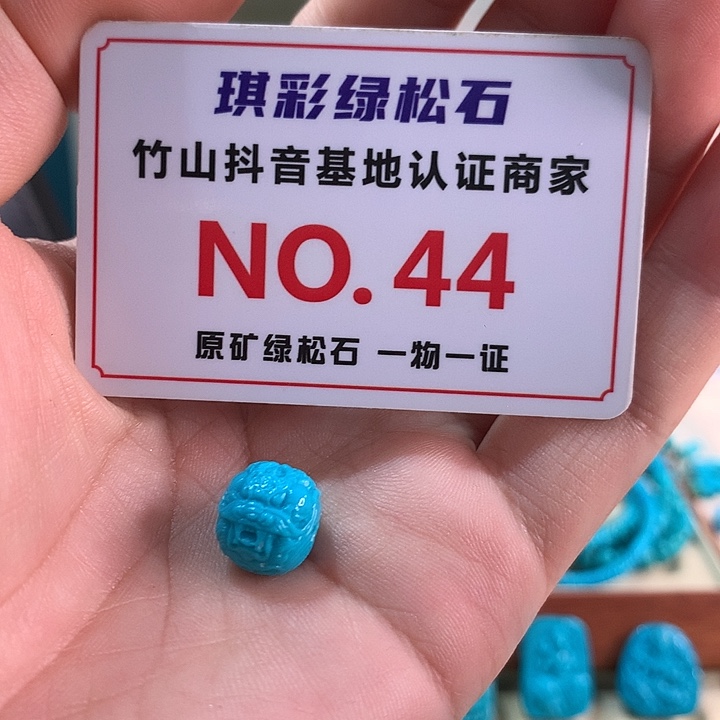 琪彩绿松石
竹山抖音基地认证商家
NO.44
原矿绿松石 一物一证